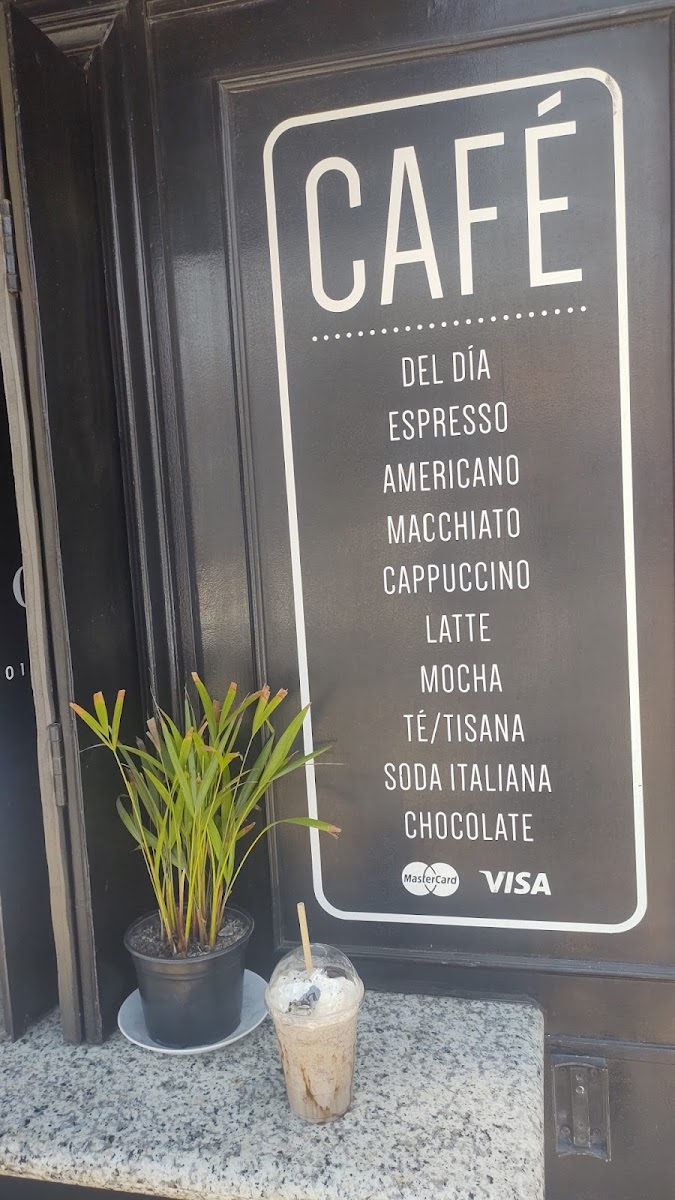 CAFÉ
DEL DÍA
ESPRESSO
AMERICANO
MACCHIATO
CAPPUCCINO
LATTE
MOCHA
TÉ/TISANA
SODA ITALIANA
CHOCOLATE
MasterCard VISA